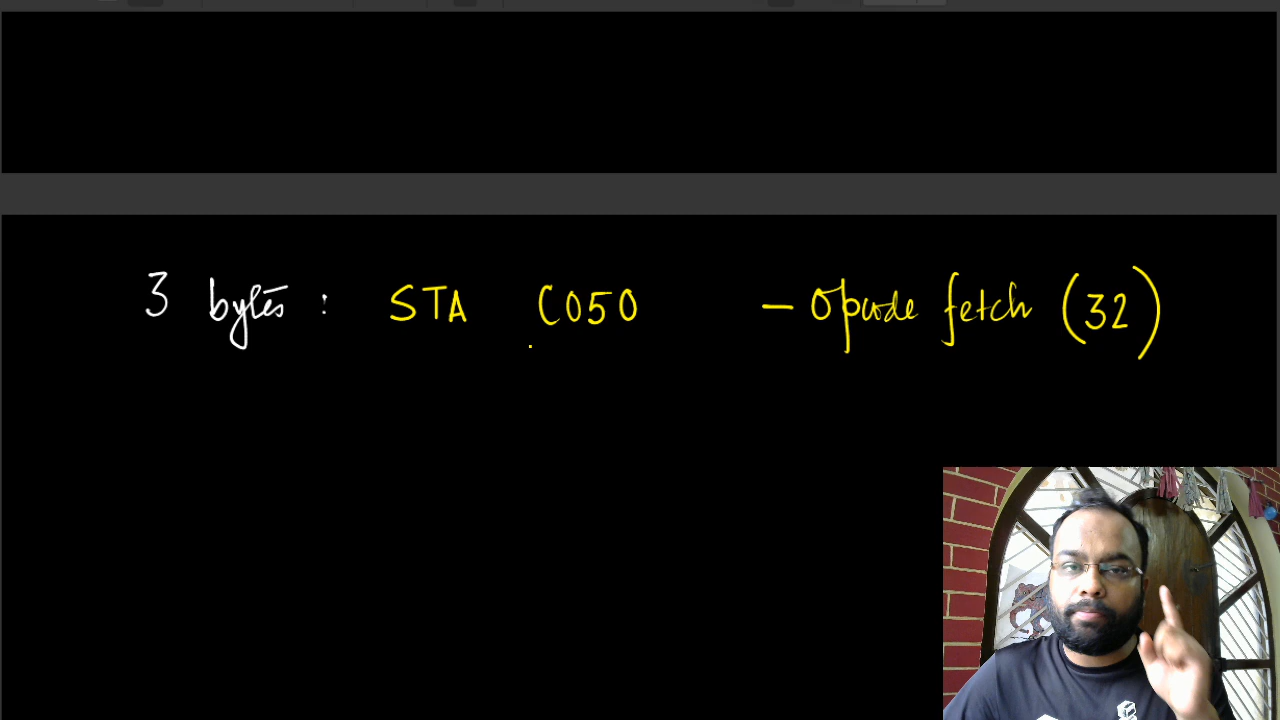 3 bytes : STA C050 – Opcode fetch (32)